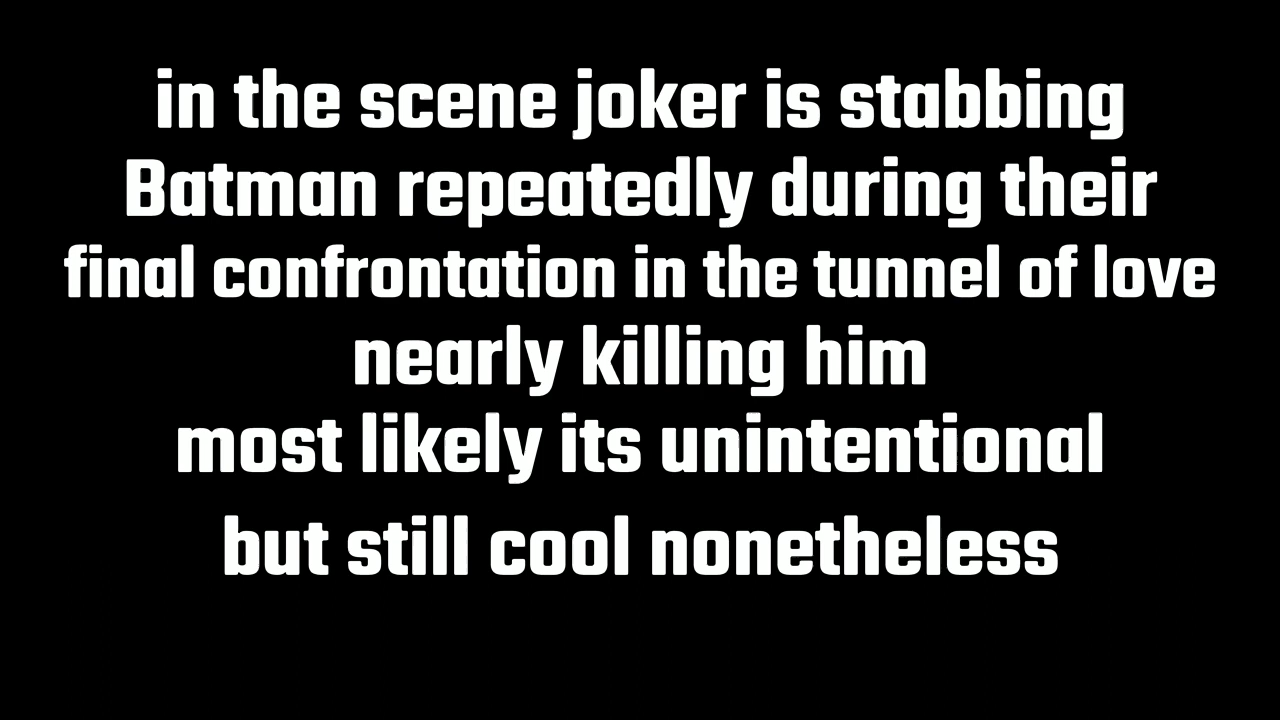 in the scene joker is stabbing
Batman repeatedly during their
final confrontation in the tunnel of love
nearly killing him
most likely its unintentional
but still cool nonetheless